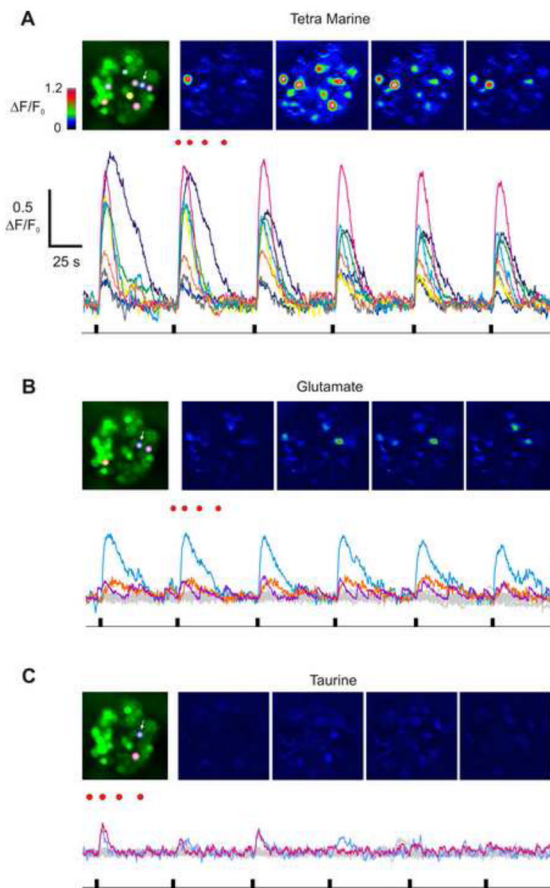 A
Tetra Marine
1.2
ΔF/F₀
0
0.5
ΔF/F₀
25 s
B
Glutamate
C
Taurine